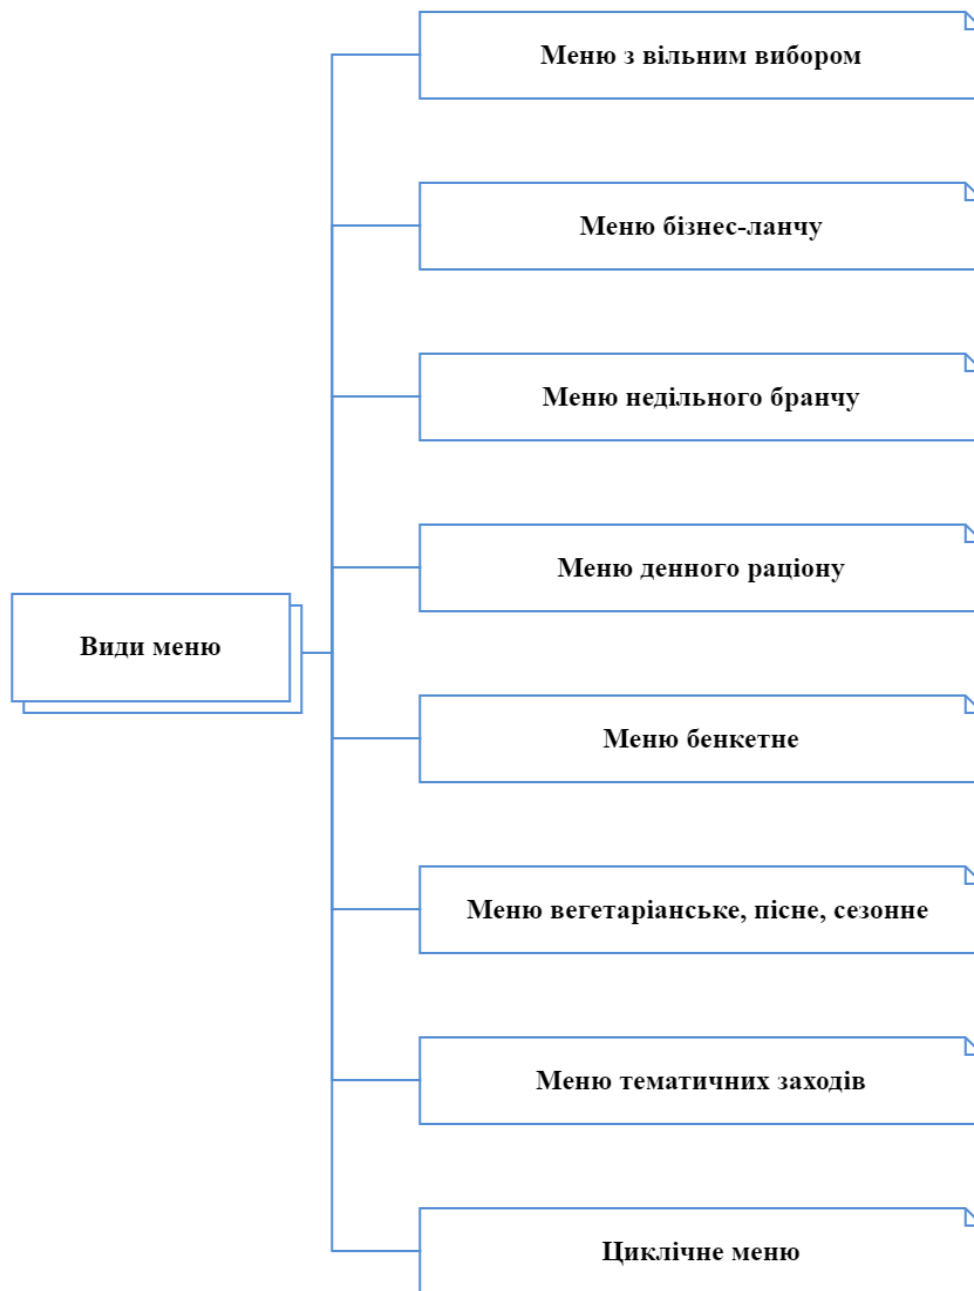 Меню з вільним вибором
Меню бізнес-ланчу
Меню недільного бранчу
Меню денного раціону
Види меню
Меню бенкетне
Меню вегетаріанське, пісне, сезонне
Меню тематичних заходів
Циклічне меню